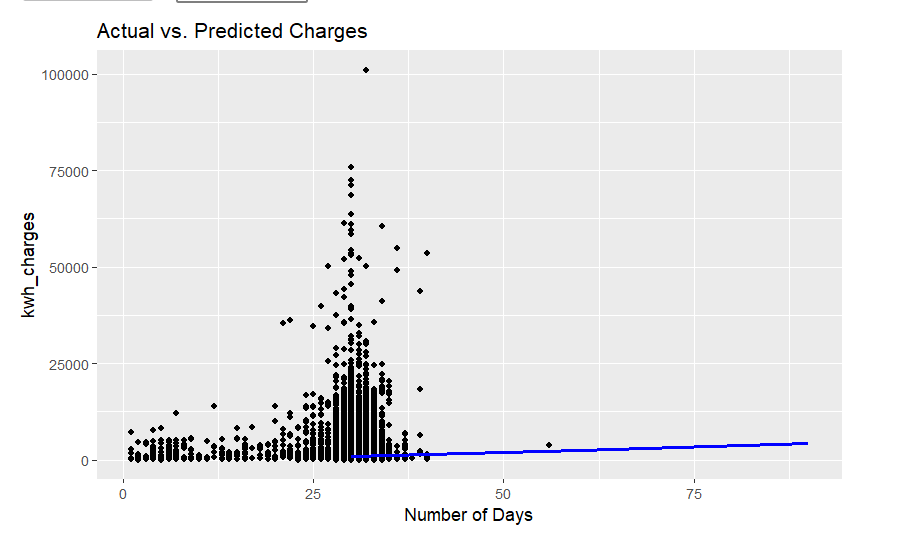 Actual vs. Predicted Charges
100000
75000
50000
25000
0
kwh_charges
0 25 50 75
Number of Days